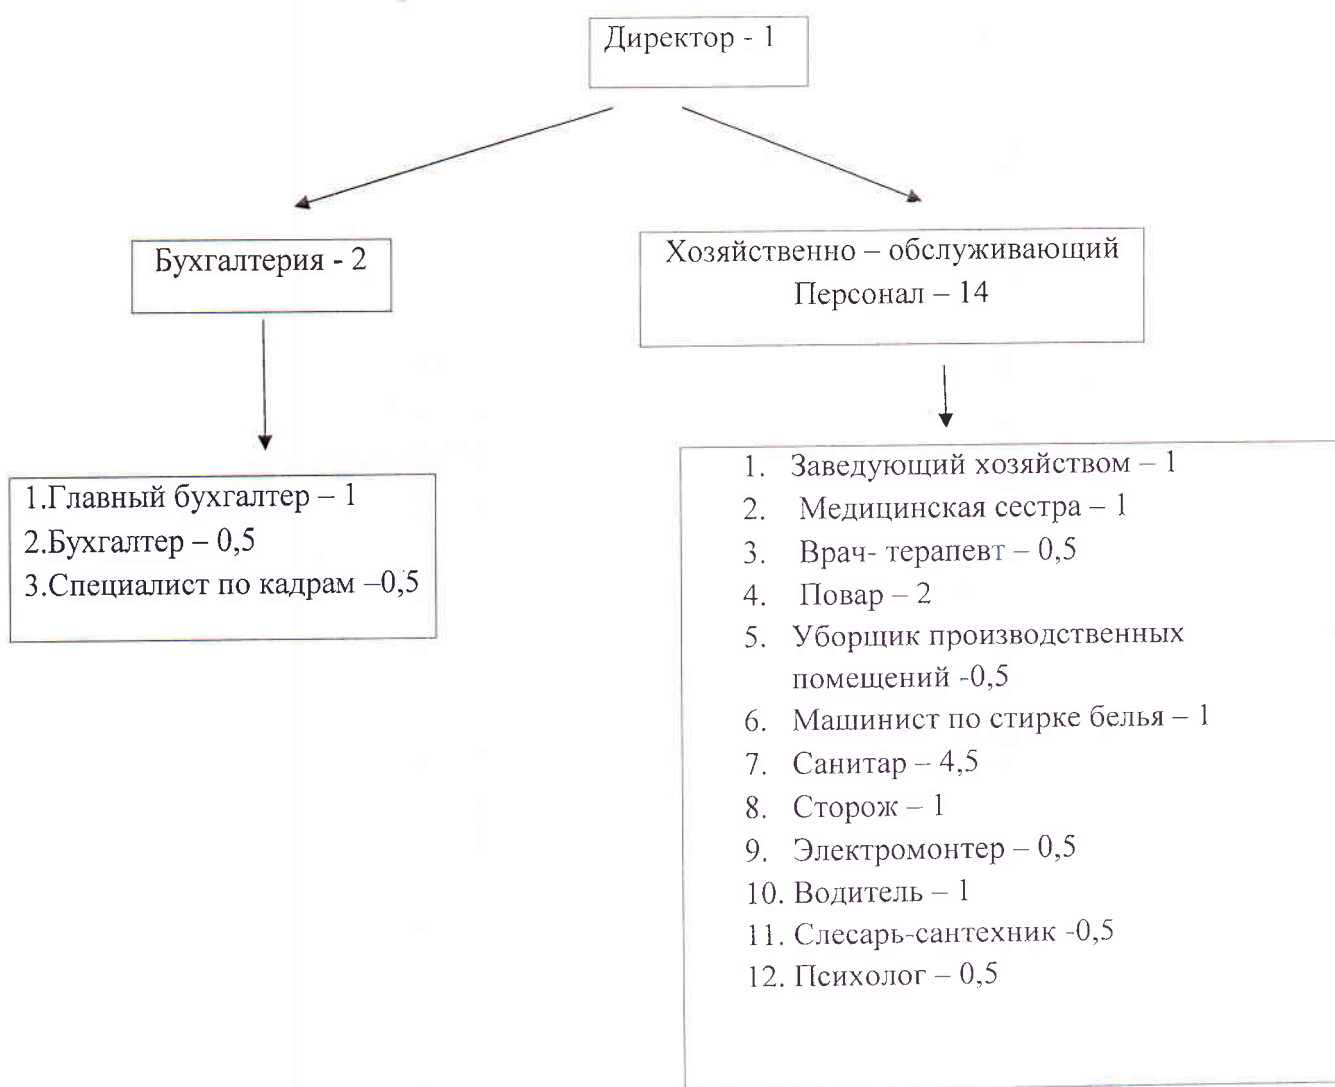 Директор - 1
Бухгалтерия - 2
Хозяйственно – обслуживающий
Персонал – 14
1.Главный бухгалтер – 1
2.Бухгалтер – 0,5
3.Специалист по кадрам –0,5
1. Заведующий хозяйством – 1
2. Медицинская сестра – 1
3. Врач- терапевт – 0,5
4. Повар – 2
5. Уборщик производственных
помещений -0,5
6. Машинист по стирке белья – 1
7. Санитар – 4,5
8. Сторож – 1
9. Электромонтер – 0,5
10. Водитель – 1
11. Слесарь-сантехник -0,5
12. Психолог – 0,5